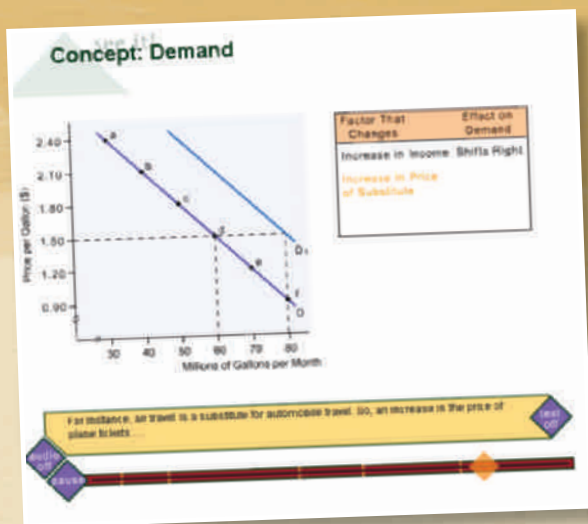 see it!
Concept: Demand
Price per Gallon ($)
2.40
2.10
1.80
1.50
1.20
0.90
0
a
b
c
d
e
f
D₁
D
30 40 50 60 70 80
Millions of Gallons per Month
Factor That Changes
Effect on Demand
Increase in Income Shifts Right
Increase in Price
of Substitute
For instance, air travel is a substitute for automobile travel. So, an increase in the price of
plane tickets ...
text
off
audio
off
pause